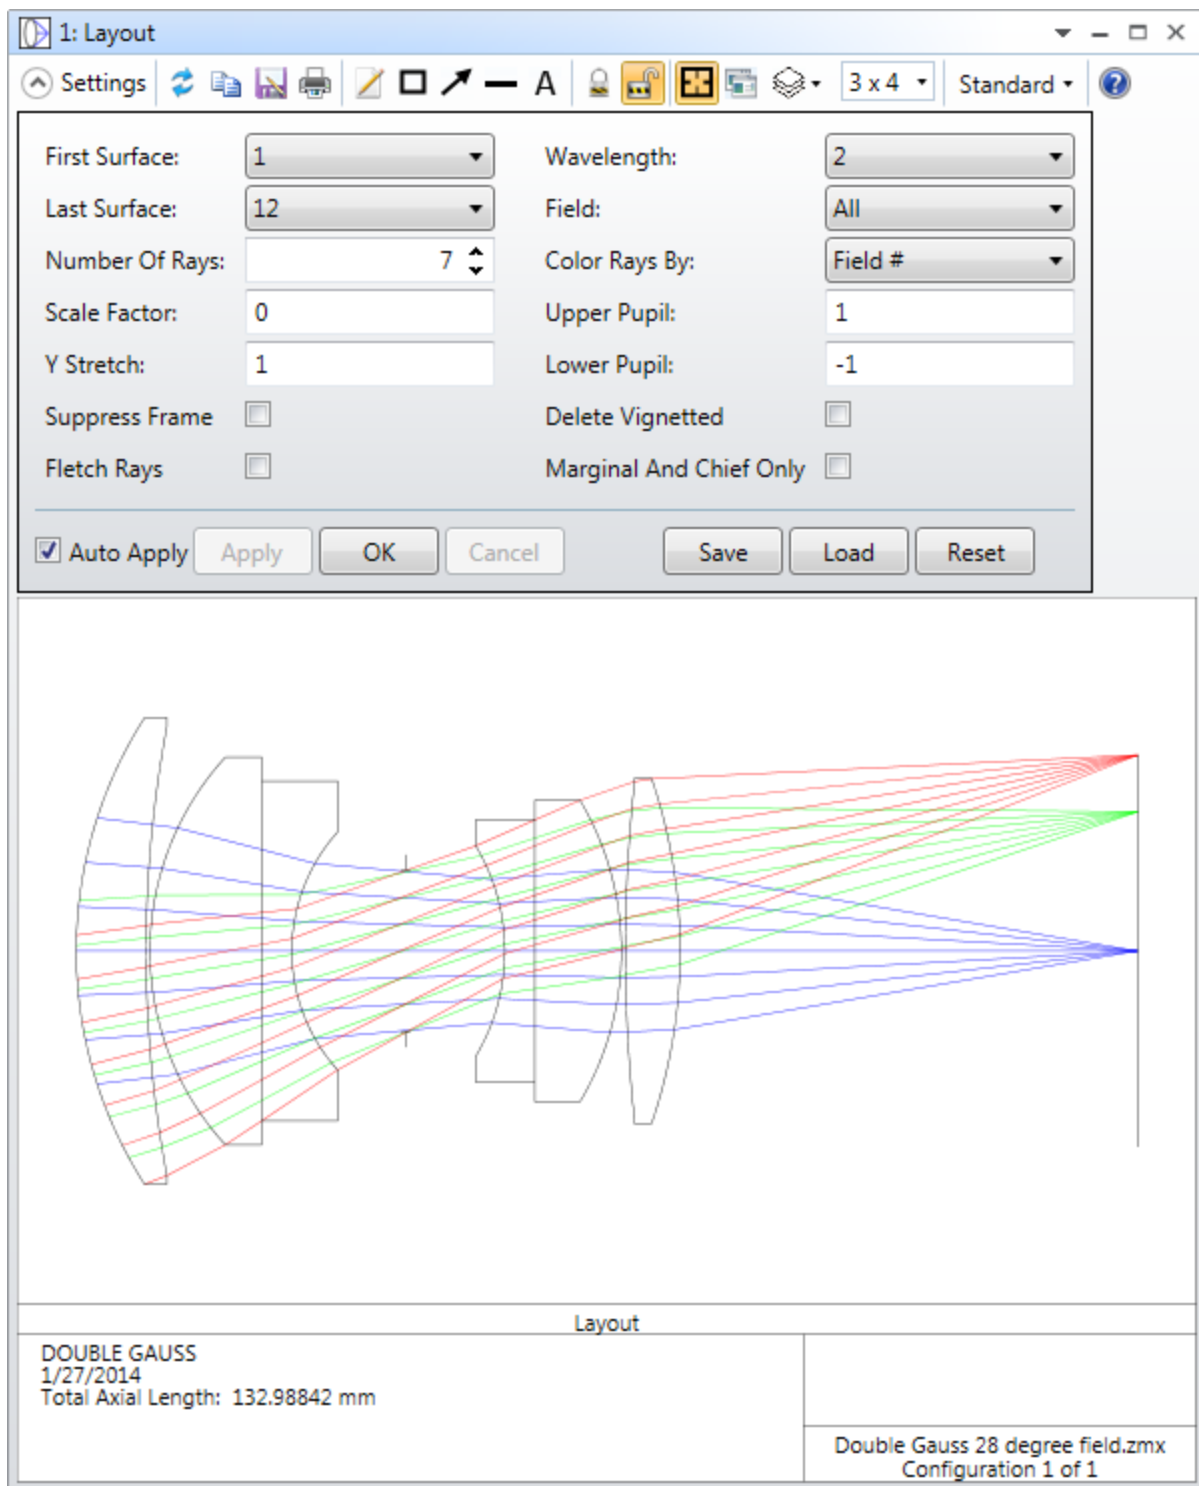 1: Layout
Settings A 3 x 4 Standard ?
First Surface: 1 Wavelength: 2
Last Surface: 12 Field: All
Number Of Rays: 7 Color Rays By: Field #
Scale Factor: 0 Upper Pupil: 1
Y Stretch: 1 Lower Pupil: -1
Suppress Frame Delete Vignetted
Fletch Rays Marginal And Chief Only
Auto Apply Apply OK Cancel Save Load Reset
Layout
DOUBLE GAUSS
1/27/2014
Total Axial Length: 132.98842 mm
Double Gauss 28 degree field.zmx
Configuration 1 of 1